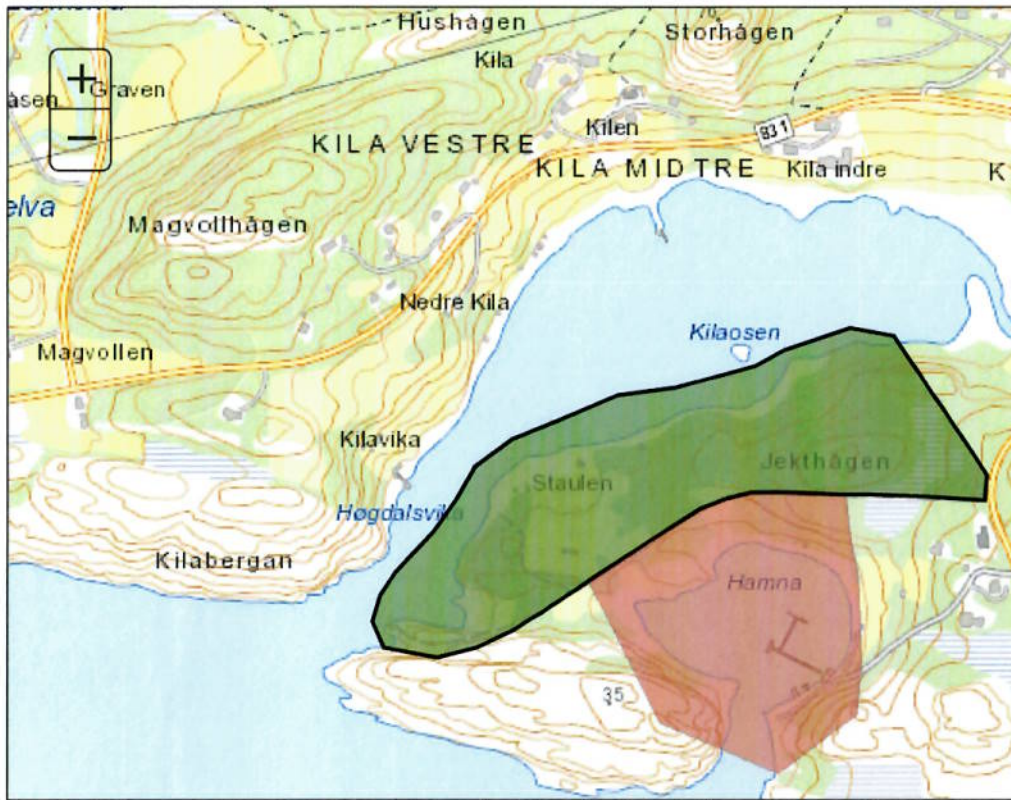 Hushågen
Storhågen
Kila
+
Graven
åsen
−
Kilen
931
KILA VESTRE
KILA MIDTRE
Kila indre
K
elva
Magvollhågen
Nedre Kila
Kilaosen
Magvollen
Kilavika
Jekthågen
Staulen
Høgdalsvika
Kilabergan
Hamna
35